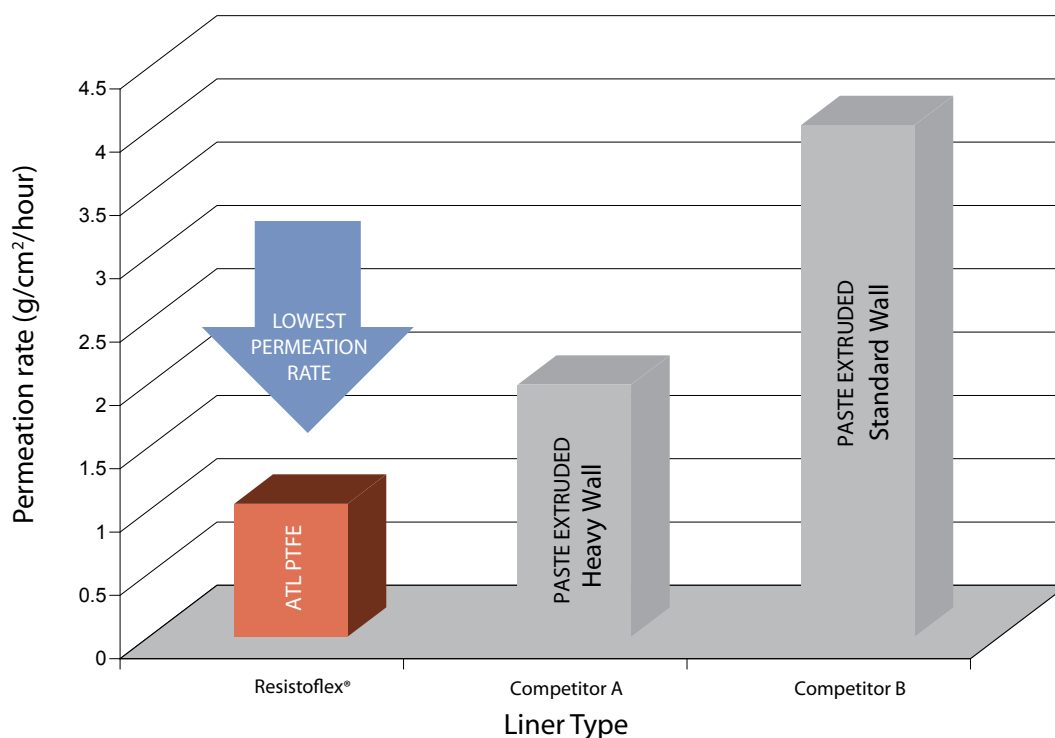 4.5
4
3.5
3
2.5
2
1.5
1
0.5
0
Permeation rate (g/cm²/hour)
LOWEST
PERMEATION
RATE
ATL PTFE
PASTE EXTRUDED
Heavy Wall
PASTE EXTRUDED
Standard Wall
Resistoflex®
Competitor A
Competitor B
Liner Type